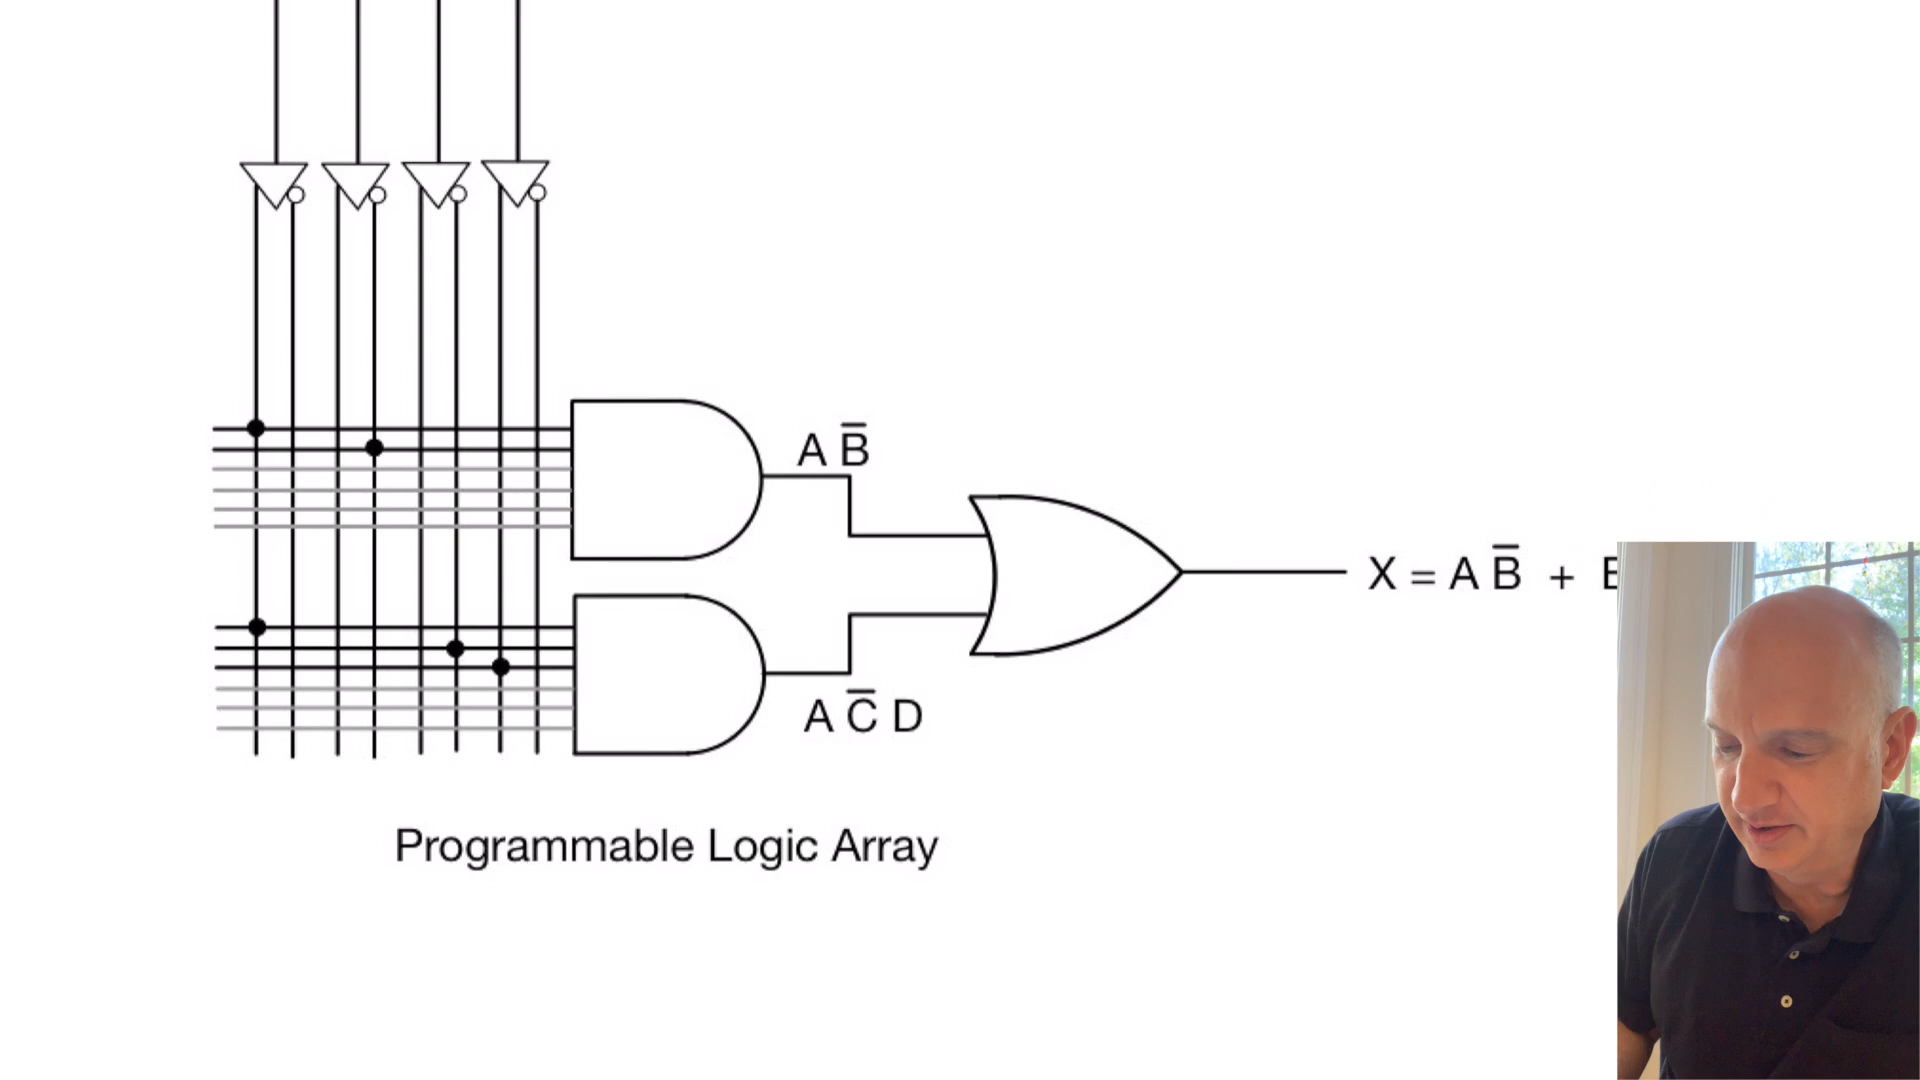 A B̅
X = A B̅ +
A C̅ D
Programmable Logic Array